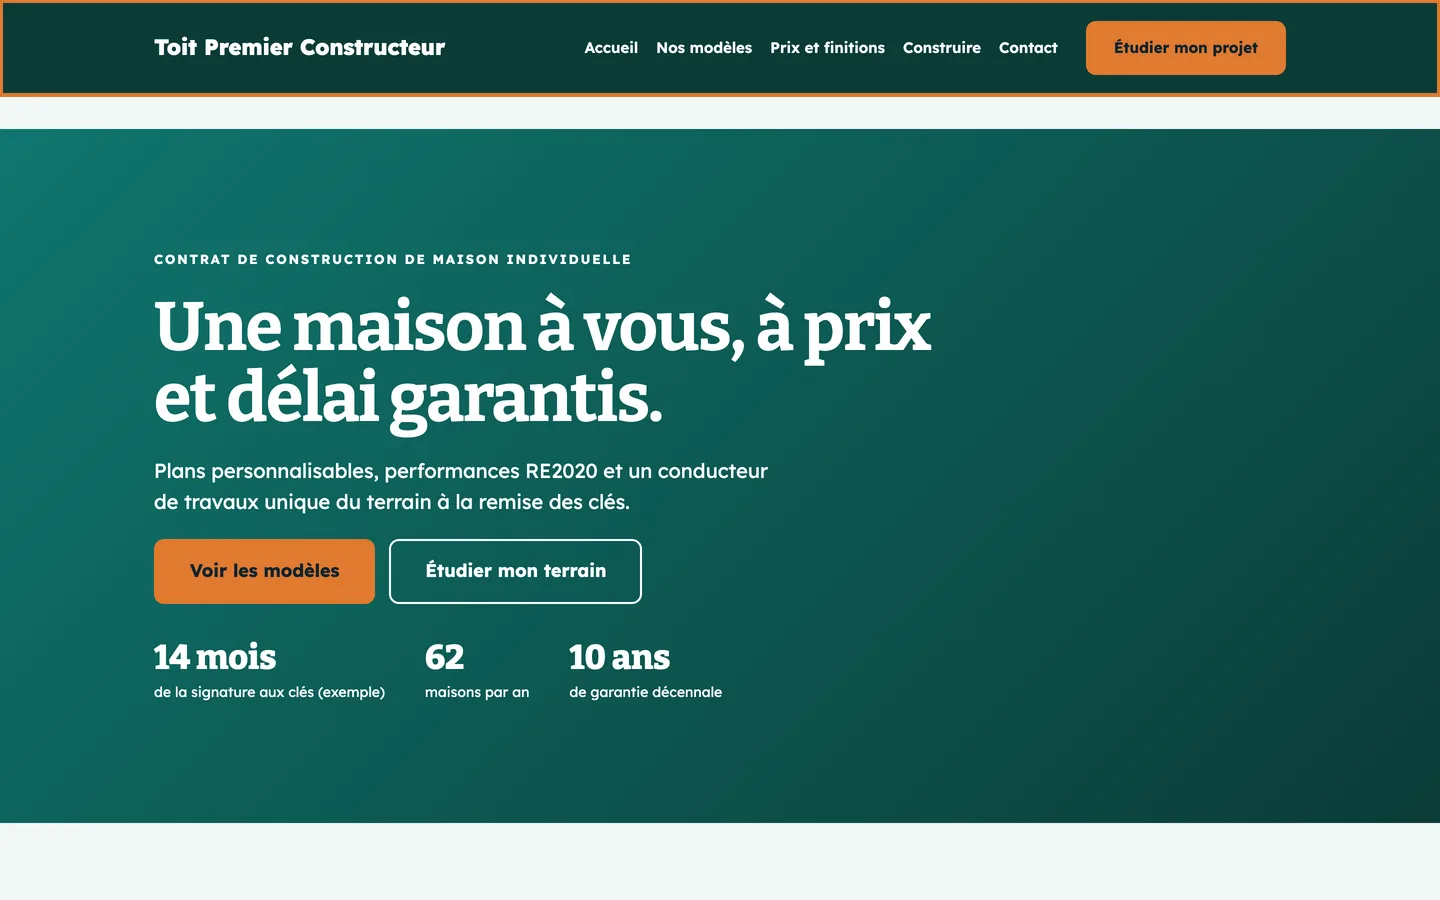 Toit Premier Constructeur
Accueil Nos modèles Prix et finitions Construire Contact Étudier mon projet
CONTRAT DE CONSTRUCTION DE MAISON INDIVIDUELLE
Une maison à vous, à prix
et délai garantis.
Plans personnalisables, performances RE2020 et un conducteur
de travaux unique du terrain à la remise des clés.
Voir les modèles Étudier mon terrain
14 mois 62 10 ans
de la signature aux clés (exemple) maisons par an de garantie décennale